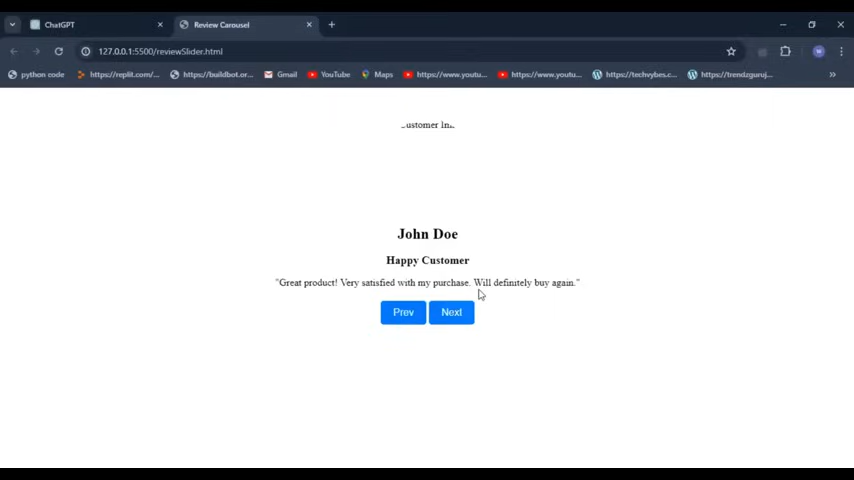 ChatGPT
Review Carousel
127.0.0.1:5500/reviewSlider.html
python code
https://replit.com/...
https://buildbot.or...
Gmail
YouTube
Maps
https://www.youtu...
https://www.youtu...
https://techvybes.c...
https://trendzguruj...
W
John Doe
Happy Customer
"Great product! Very satisfied with my purchase. Will definitely buy again."
Prev Next